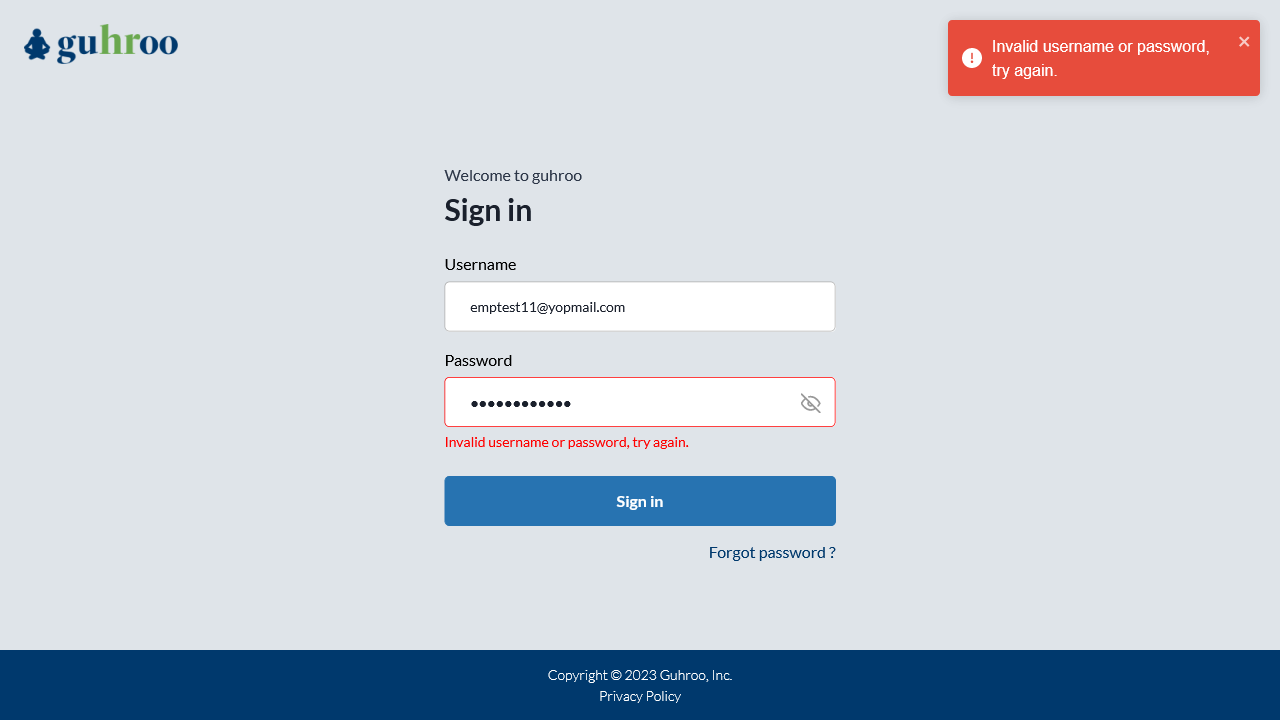 guhroo
Invalid username or password,
try again.
Welcome to guhroo
Sign in
Username
emptest11@yopmail.com
Password
••••••••••••
Invalid username or password, try again.
Sign in
Forgot password ?
Copyright © 2023 Guhroo, Inc.
Privacy Policy